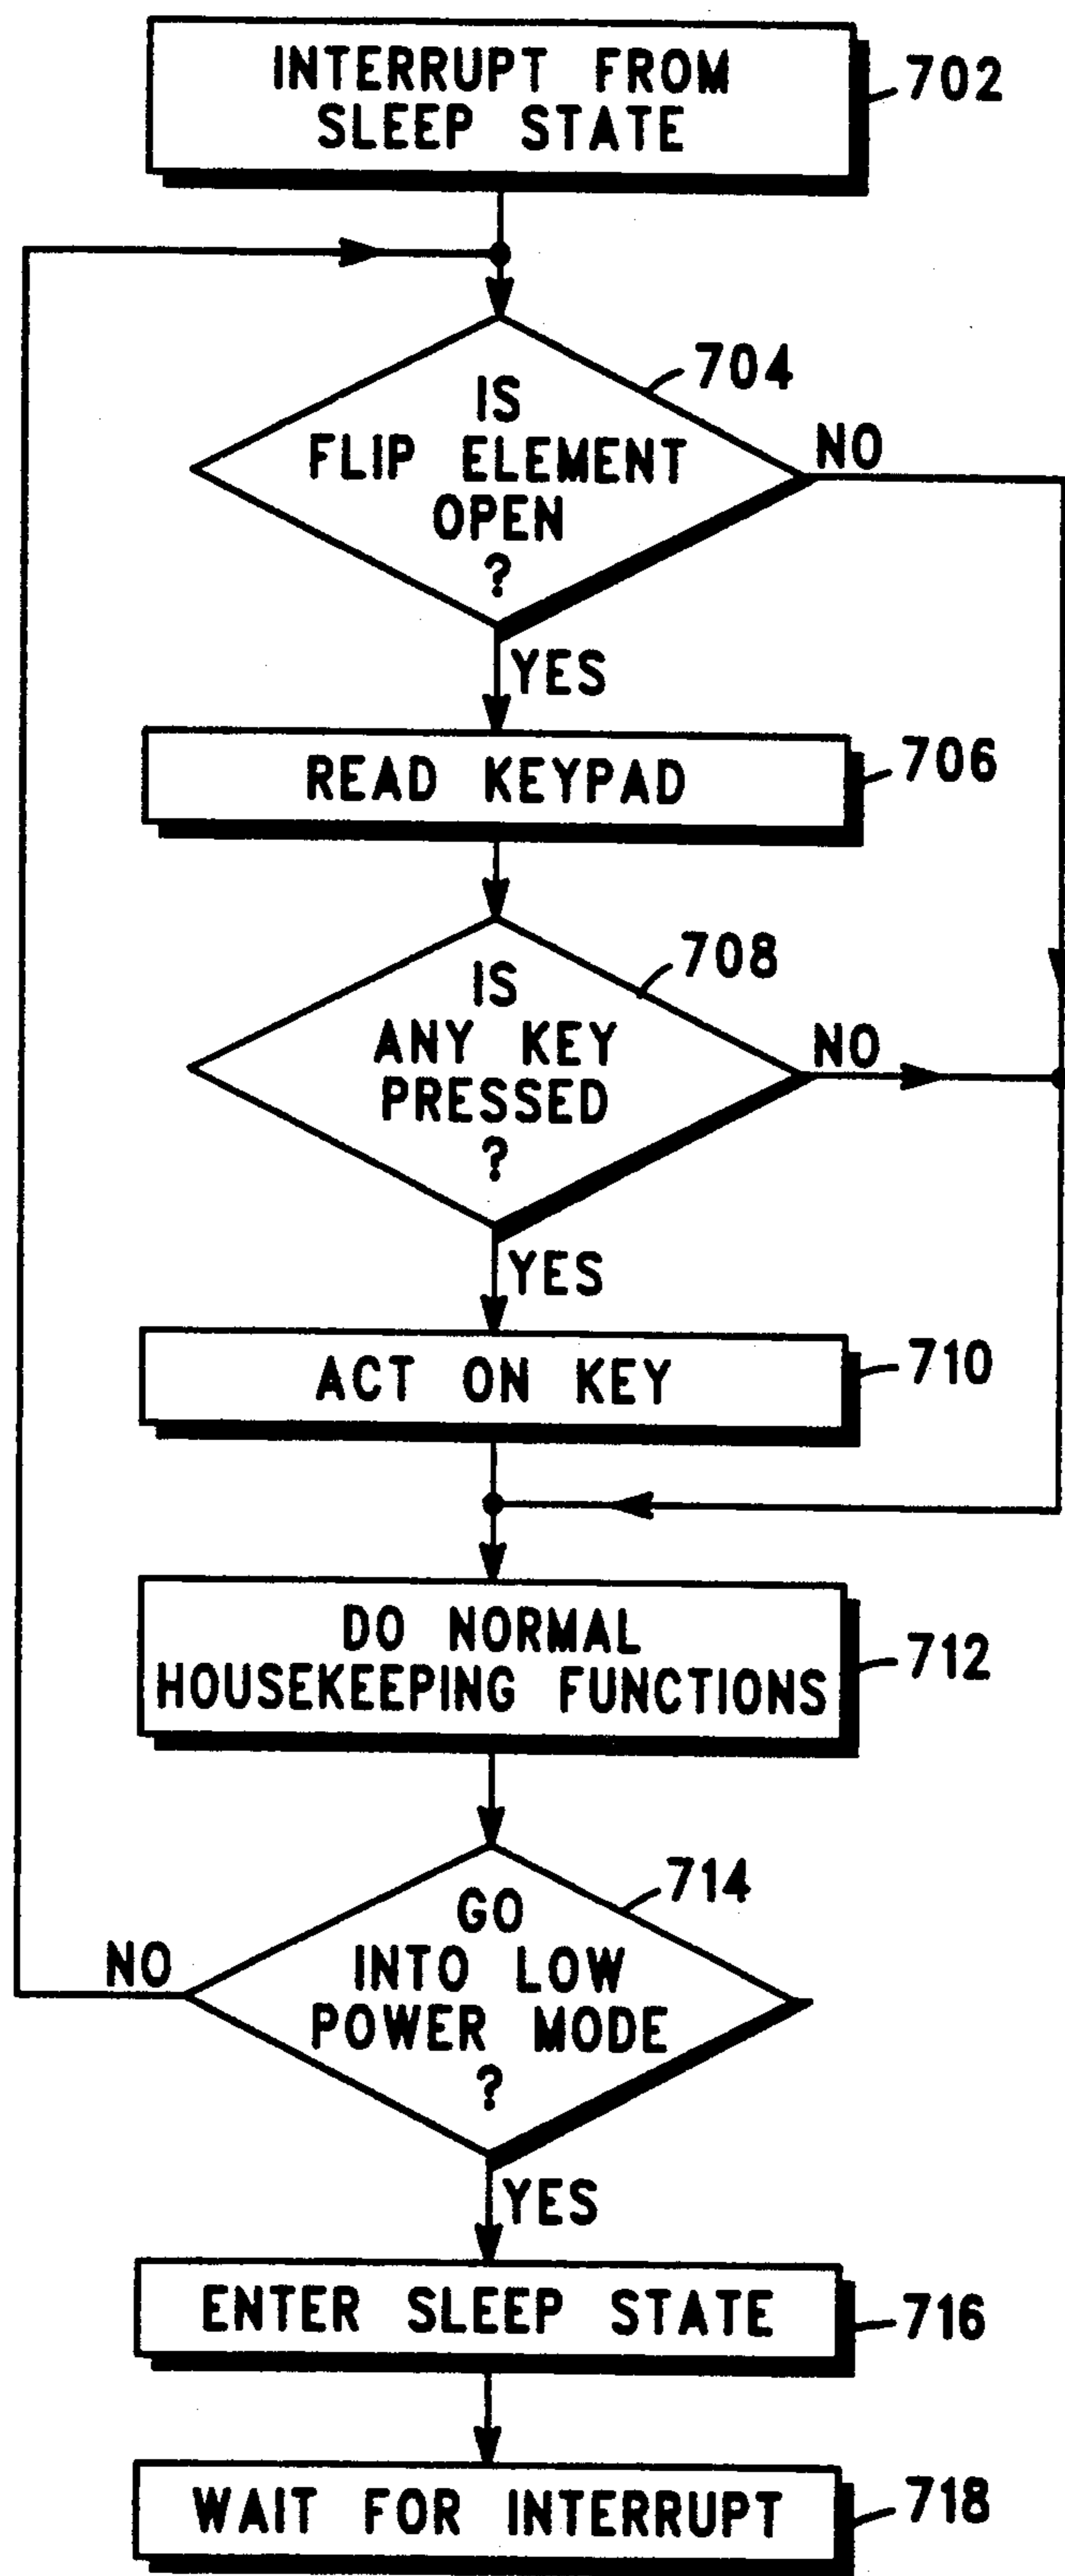 INTERRUPT FROM
SLEEP STATE
702
704
IS
FLIP ELEMENT
OPEN
?
NO
YES
READ KEYPAD
706
708
IS
ANY KEY
PRESSED
?
NO
YES
ACT ON KEY
710
DO NORMAL
HOUSEKEEPING FUNCTIONS
712
714
GO
INTO LOW
POWER MODE
?
NO
YES
ENTER SLEEP STATE
716
WAIT FOR INTERRUPT
718